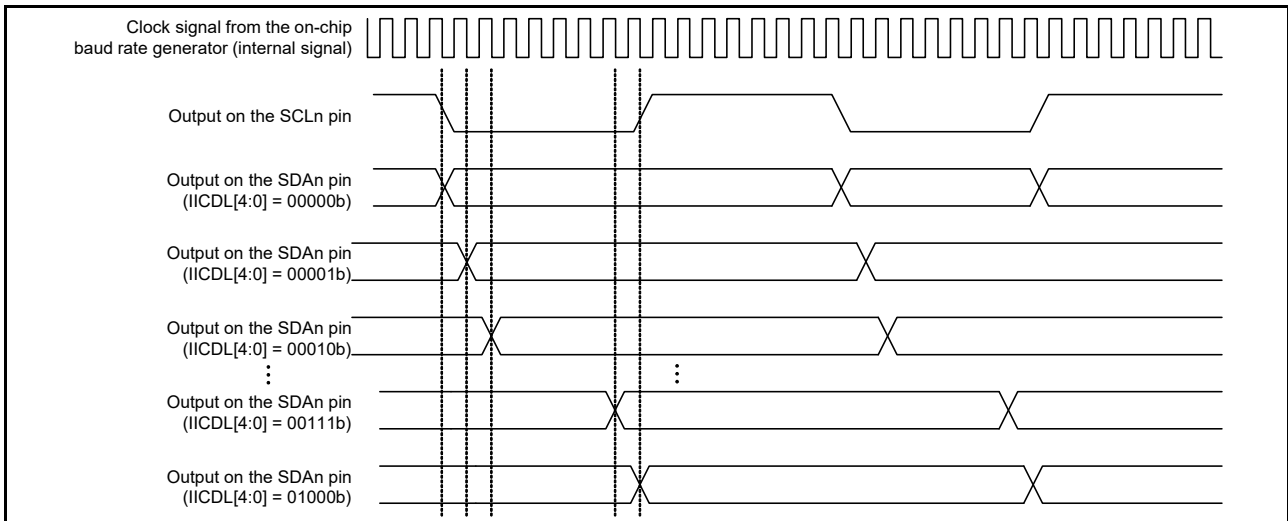 Clock signal from the on-chip
baud rate generator (internal signal)
Output on the SCLn pin
Output on the SDAn pin
(IICDL[4:0] = 00000b)
Output on the SDAn pin
(IICDL[4:0] = 00001b)
Output on the SDAn pin
(IICDL[4:0] = 00010b)
Output on the SDAn pin
(IICDL[4:0] = 00111b)
Output on the SDAn pin
(IICDL[4:0] = 01000b)